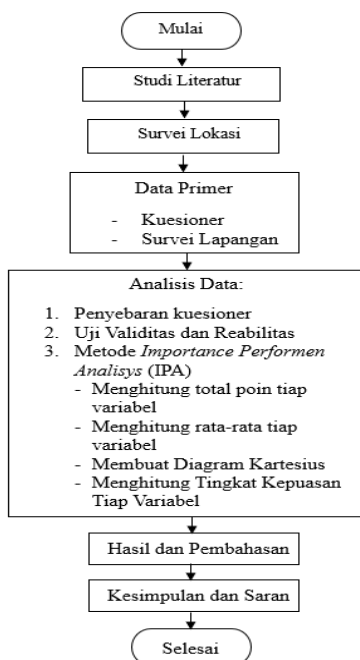 Mulai
Studi Literatur
Survei Lokasi
Data Primer
- Kuesioner
- Survei Lapangan
Analisis Data:
1. Penyebaran kuesioner
2. Uji Validitas dan Reabilitas
3. Metode Importance Performen
Analisys (IPA)
- Menghitung total poin tiap
variabel
- Menghitung rata-rata tiap
variabel
- Membuat Diagram Kartesius
- Menghitung Tingkat Kepuasan
Tiap Variabel
Hasil dan Pembahasan
Kesimpulan dan Saran
Selesai